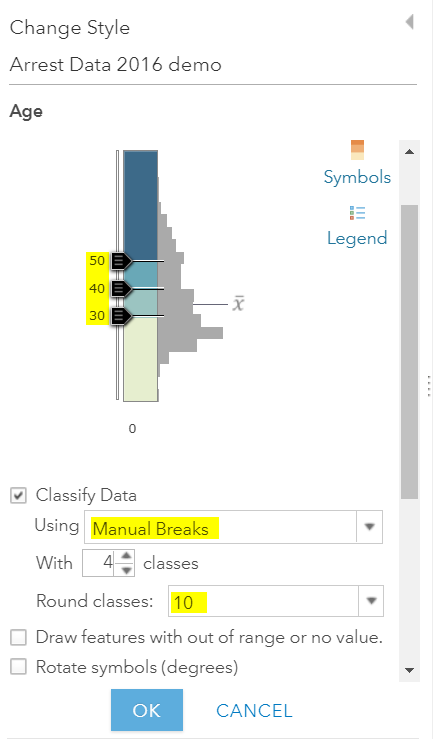 Change Style
Arrest Data 2016 demo
Age
Symbols
Legend
50
40
30
x̄
0
Classify Data
Using Manual Breaks
With 4 classes
Round classes: 10
Draw features with out of range or no value.
Rotate symbols (degrees)
OK CANCEL